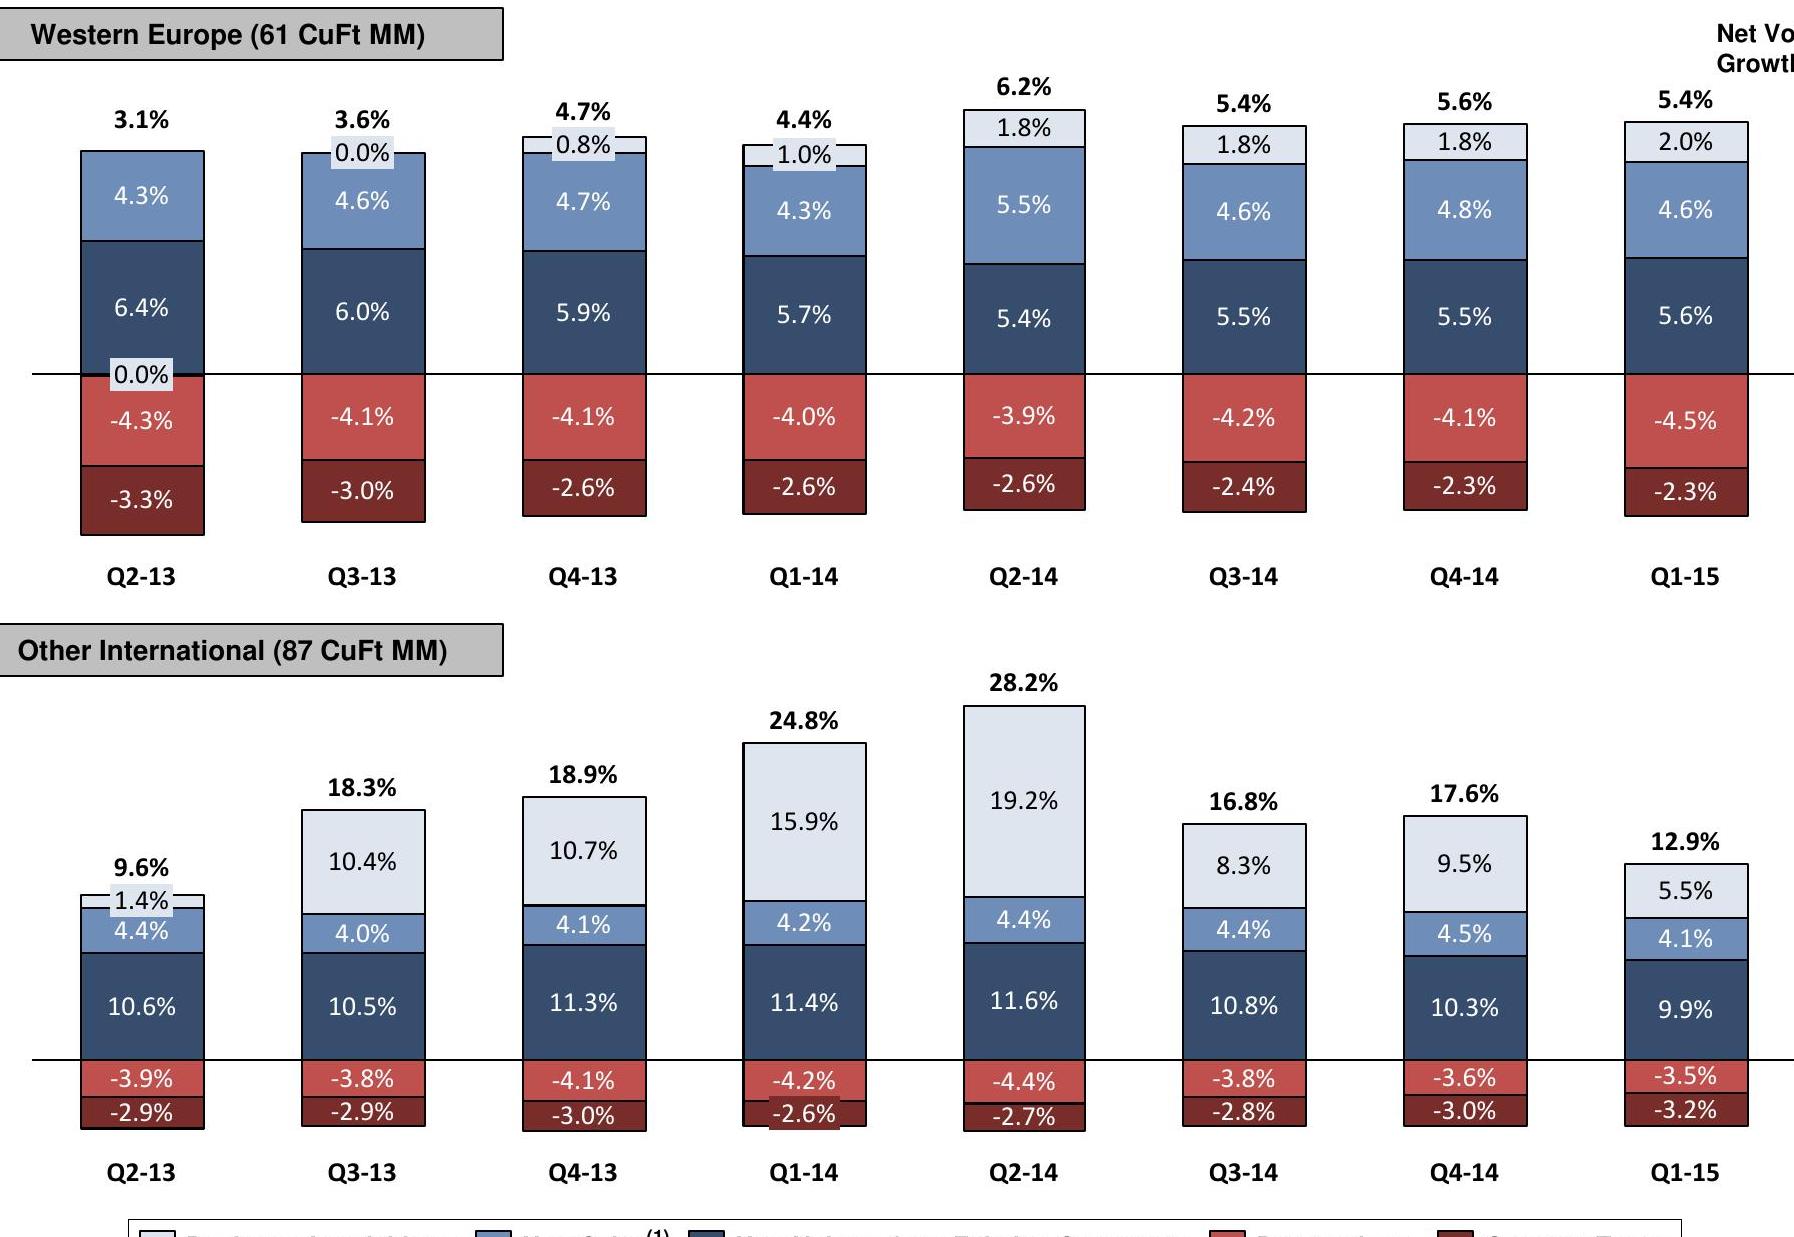 Western Europe (61 CuFt MM)
Net Vo
Growth
3.1% 3.6% 4.7% 4.4% 6.2% 5.4% 5.6% 5.4%
0.0% 0.8% 1.0% 1.8% 1.8% 1.8% 2.0%
4.3% 4.6% 4.7% 4.3% 5.5% 4.6% 4.8% 4.6%
6.4% 6.0% 5.9% 5.7% 5.4% 5.5% 5.5% 5.6%
0.0%
-4.3% -4.1% -4.1% -4.0% -3.9% -4.2% -4.1% -4.5%
-3.3% -3.0% -2.6% -2.6% -2.6% -2.4% -2.3% -2.3%
Q2-13 Q3-13 Q4-13 Q1-14 Q2-14 Q3-14 Q4-14 Q1-15
Other International (87 CuFt MM)
9.6% 18.3% 18.9% 24.8% 28.2% 16.8% 17.6% 12.9%
1.4% 10.4% 10.7% 15.9% 19.2% 8.3% 9.5% 5.5%
4.4% 4.0% 4.1% 4.2% 4.4% 4.4% 4.5% 4.1%
10.6% 10.5% 11.3% 11.4% 11.6% 10.8% 10.3% 9.9%
-3.9% -3.8% -4.1% -4.2% -4.4% -3.8% -3.6% -3.5%
-2.9% -2.9% -3.0% -2.6% -2.7% -2.8% -3.0% -3.2%
Q2-13 Q3-13 Q4-13 Q1-14 Q2-14 Q3-14 Q4-14 Q1-15
(1)